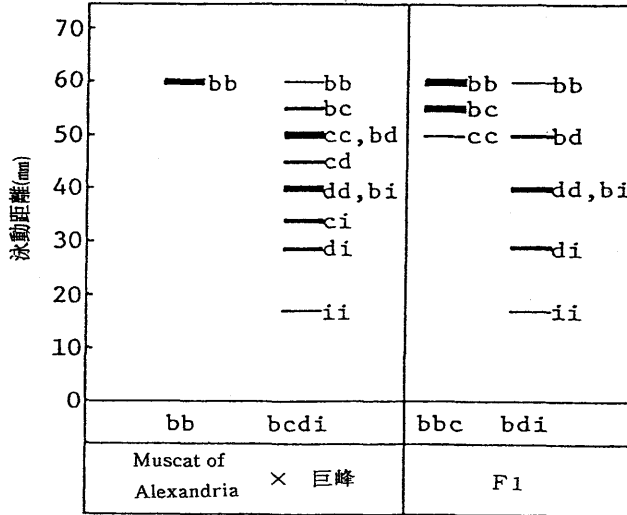 70
60
50
40
30
20
10
0
泳動距離(mm)
bb
bb
bc
cc,bd
cd
dd,bi
ci
di
ii
bb
bc
cc
bb
bd
dd,bi
di
ii
bb bcdi bbc bdi
Muscat of
Alexandria × 巨峰 F1